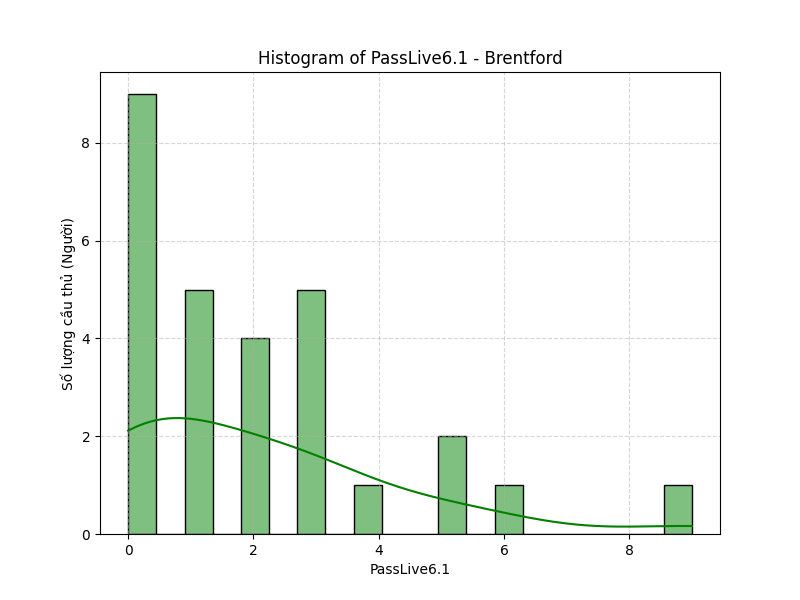 Histogram of PassLive6.1 - Brentford
Số lượng cầu thủ (Người)
8
6
4
2
0
0 2 4 6 8
PassLive6.1